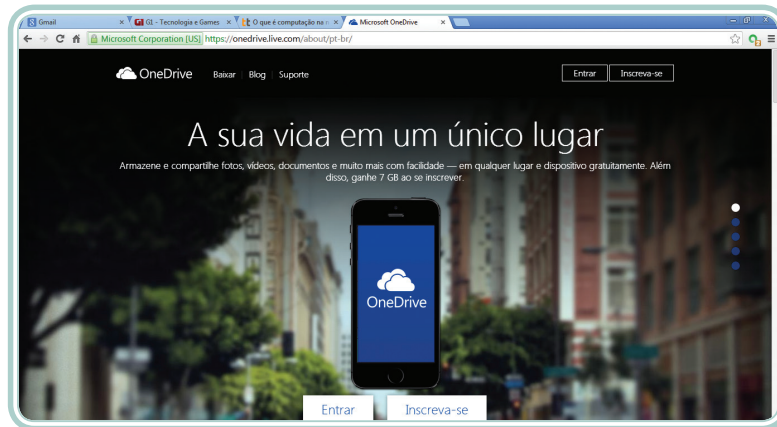 Gmail
G1 - Tecnologia e Games
O que é computação na n
Microsoft OneDrive
Microsoft Corporation [US] https://onedrive.live.com/about/pt-br/
OneDrive Baixar Blog Suporte Entrar Inscreva-se
A sua vida em um único lugar
Armazene e compartilhe fotos, vídeos, documentos e muito mais com facilidade — em qualquer lugar e dispositivo gratuitamente. Além
disso, ganhe 7 GB ao se inscrever.
OneDrive
Entrar Inscreva-se